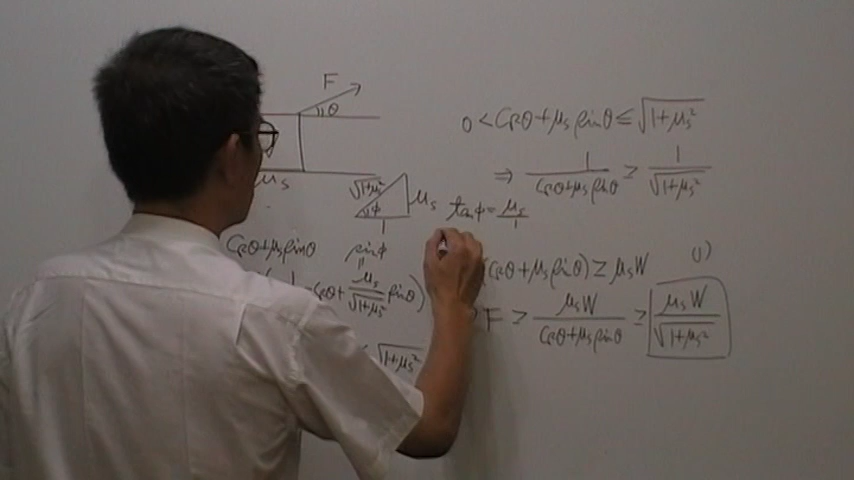 F
θ
μs
√1+μs²
φ
μs
1
tanφ = μs/1
cosθ+μs sinθ
sinφ
=
cosθ + μs/√1+μs² sinθ)
√1+μs²
0 < cosθ+μs sinθ ≤ √1+μs²
⇒ 1/cosθ+μs sinθ ≥ 1/√1+μs²
(cosθ+μs sinθ) ≥ μsW
F ≥ μsW/cosθ+μs sinθ ≥ μsW/√1+μs²